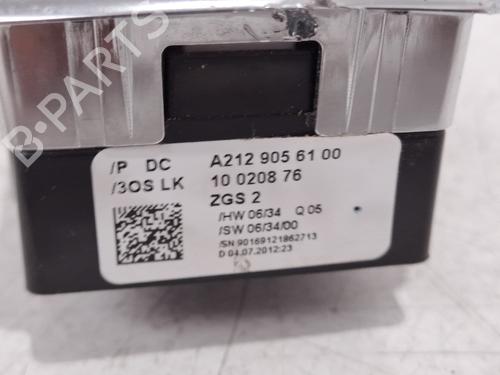 /P DC A212 905 61 00
/3OS LK 10 0208 76
ZGS 2
/HW 06/34 Q 05
/SW 06/34/00
/SN 90169121862713
D 04.07.2012:23